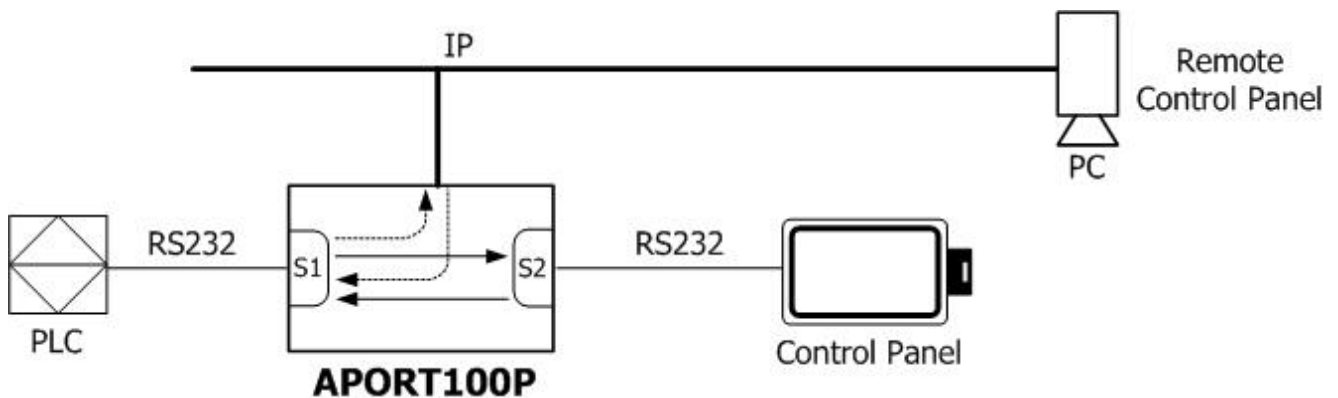 IP
Remote
Control Panel
PC
RS232
RS232
S1
S2
PLC
Control Panel
APORT100P